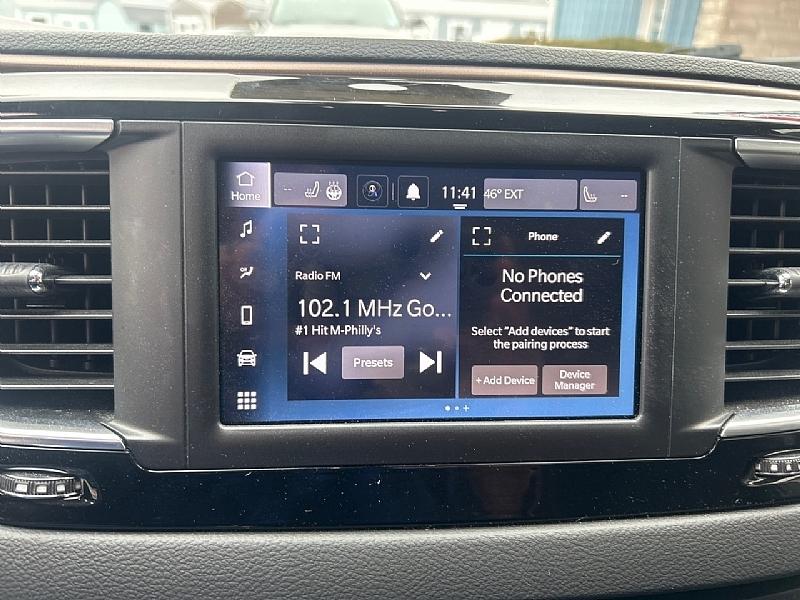 Home
--
11:41
46° EXT
--
Radio FM
102.1 MHz Go...
#1 Hit M-Philly's
Presets
Phone
No Phones
Connected
Select "Add devices" to start
the pairing process
+ Add Device
Device
Manager